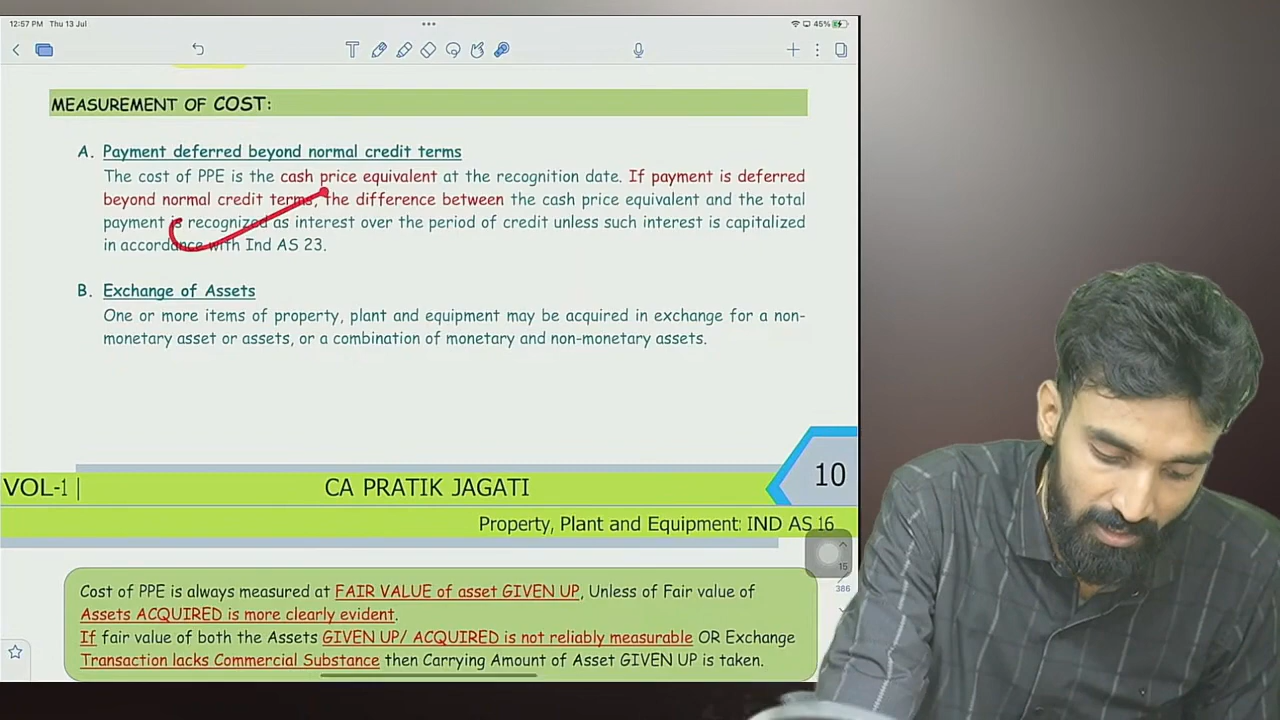 12:57 PM Thu 13 Jul
45%
MEASUREMENT OF COST:
A. Payment deferred beyond normal credit terms
The cost of PPE is the cash price equivalent at the recognition date. If payment is deferred
beyond normal credit terms, the difference between the cash price equivalent and the total
payment is recognized as interest over the period of credit unless such interest is capitalized
in accordance with Ind AS 23.
B. Exchange of Assets
One or more items of property, plant and equipment may be acquired in exchange for a non-
monetary asset or assets, or a combination of monetary and non-monetary assets.
VOL-1 |
CA PRATIK JAGATI
10
Property, Plant and Equipment: IND AS 16
15
386
Cost of PPE is always measured at FAIR VALUE of asset GIVEN UP, Unless of Fair value of
Assets ACQUIRED is more clearly evident.
If fair value of both the Assets GIVEN UP/ ACQUIRED is not reliably measurable OR Exchange
Transaction lacks Commercial Substance then Carrying Amount of Asset GIVEN UP is taken.